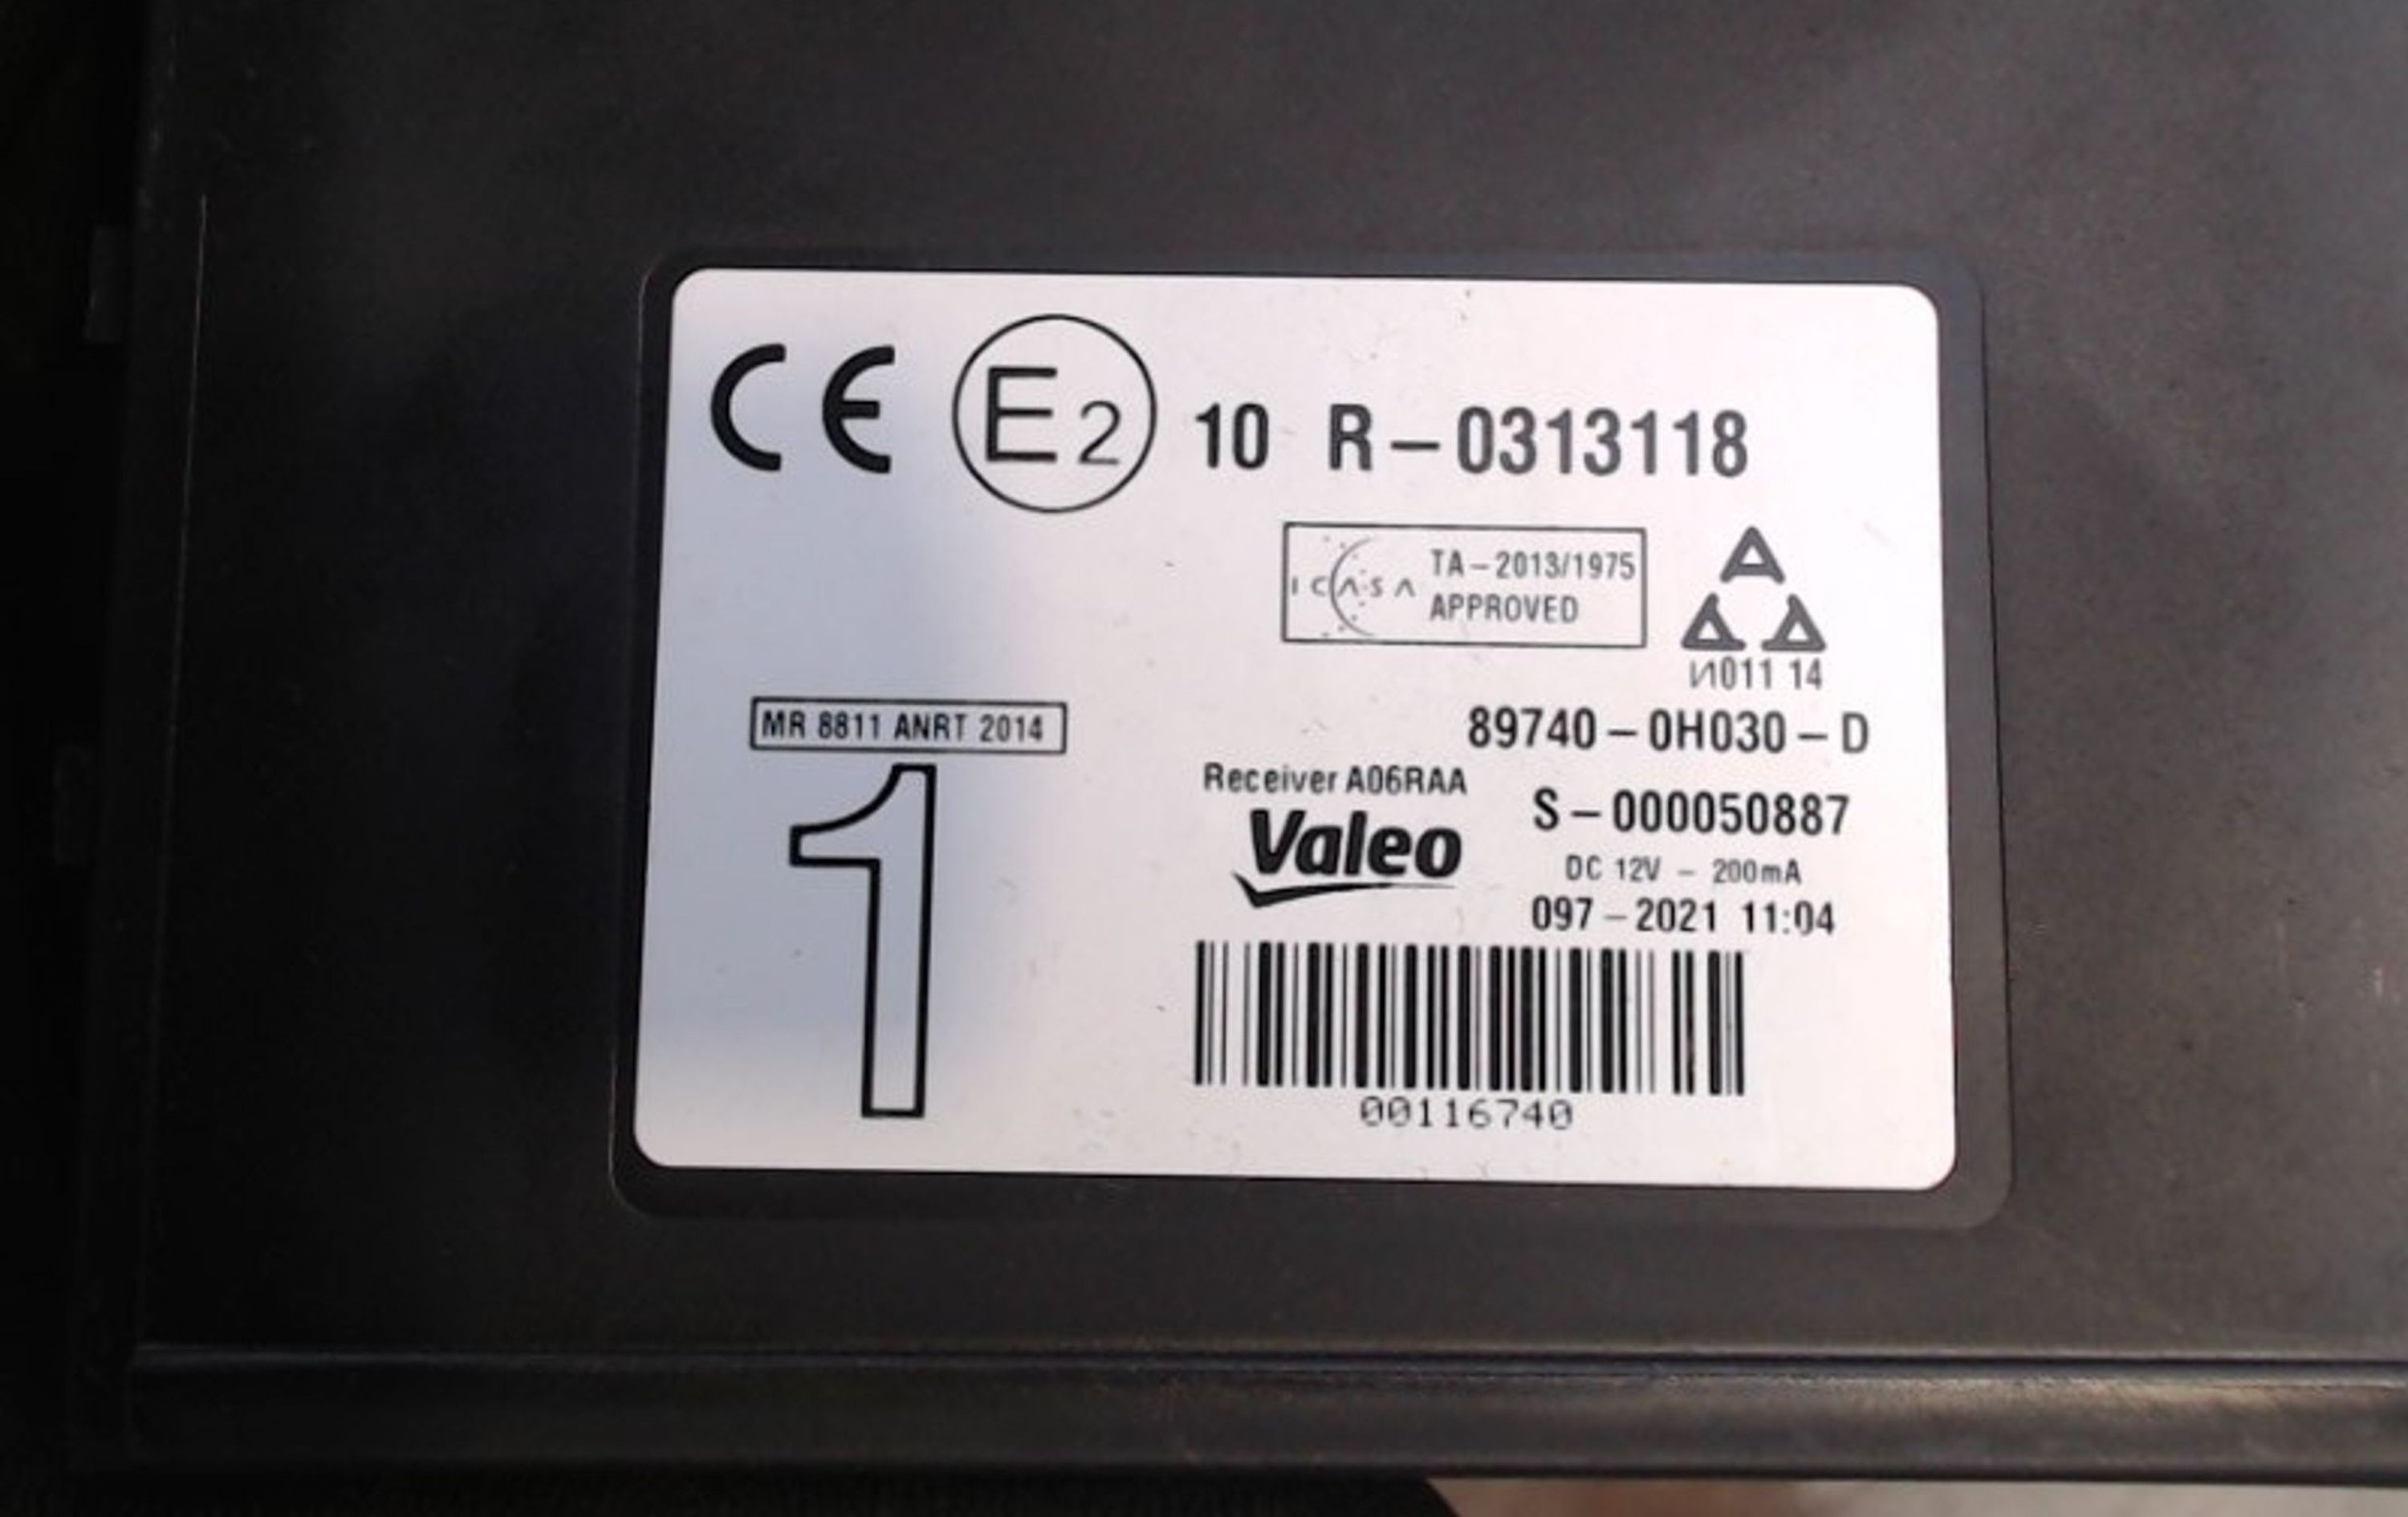 CE E2 10 R-0313118
ICASA TA-2013/1975
APPROVED
И011 14
MR 8811 ANRT 2014
89740-0H030-D
Receiver A06RAA
Valeo
S-000050887
DC 12V - 200mA
097-2021 11:04
1
00116740